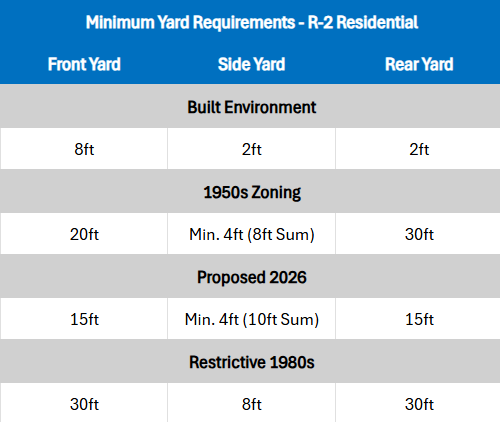 Minimum Yard Requirements - R-2 Residential
Front Yard Side Yard Rear Yard
Built Environment
8ft 2ft 2ft
1950s Zoning
20ft Min. 4ft (8ft Sum) 30ft
Proposed 2026
15ft Min. 4ft (10ft Sum) 15ft
Restrictive 1980s
30ft 8ft 30ft